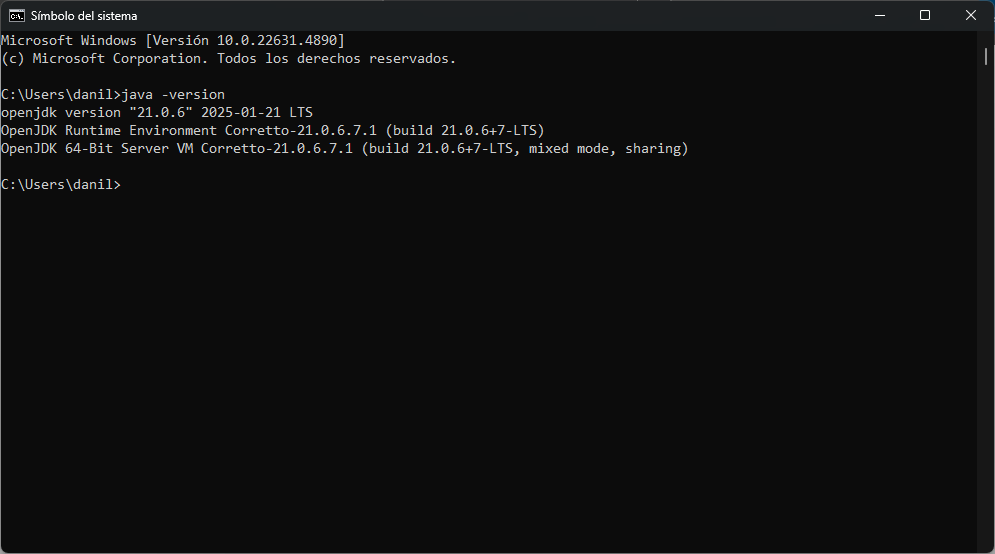 Símbolo del sistema
Microsoft Windows [Versión 10.0.22631.4890]
(c) Microsoft Corporation. Todos los derechos reservados.
C:\Users\danil>java -version
openjdk version "21.0.6" 2025-01-21 LTS
OpenJDK Runtime Environment Corretto-21.0.6.7.1 (build 21.0.6+7-LTS)
OpenJDK 64-Bit Server VM Corretto-21.0.6.7.1 (build 21.0.6+7-LTS, mixed mode, sharing)
C:\Users\danil>